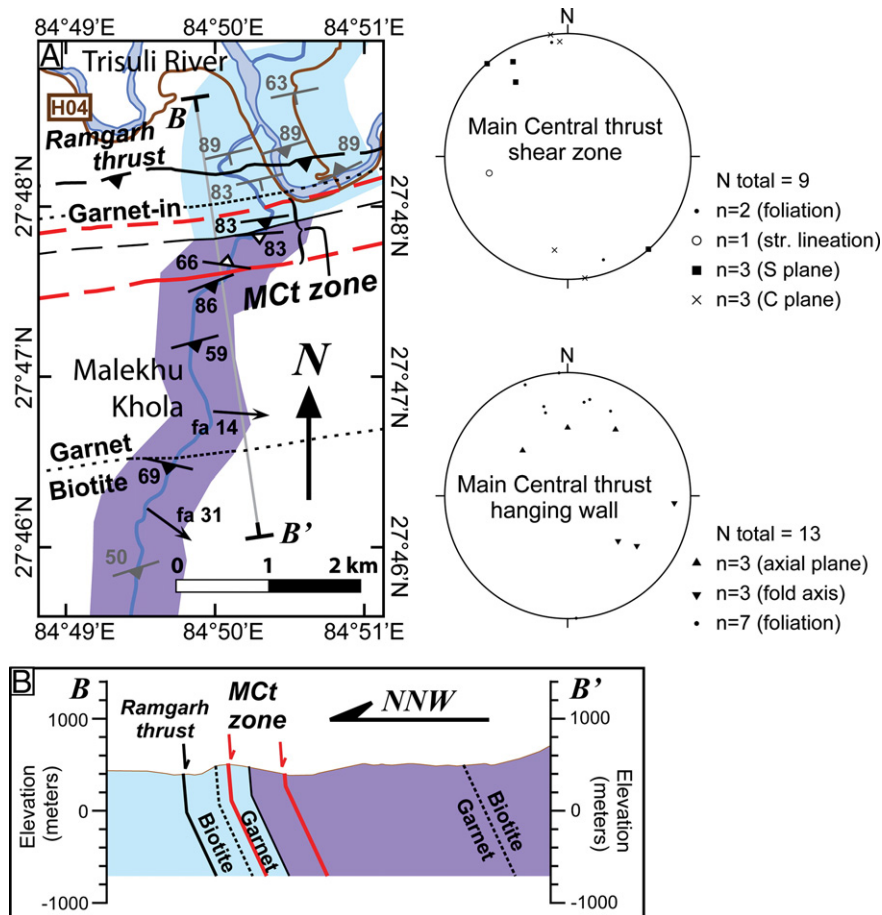 A
84°49'E
84°50'E
84°51'E
Trisuli River
H04
B
63
Ramgarh
thrust
89
89
89
83
27°48'N
27°48'N
Garnet-in
83
83
66
MCt zone
86
27°47'N
27°47'N
59
Malekhu
Khola
N
fa 14
Garnet
Biotite
69
fa 31
27°46'N
27°46'N
B'
50
0
1
2 km
84°49'E
84°50'E
84°51'E
N
Main Central thrust
shear zone
N total = 9
n=2 (foliation)
n=1 (str. lineation)
n=3 (S plane)
n=3 (C plane)
N
Main Central thrust
hanging wall
N total = 13
n=3 (axial plane)
n=3 (fold axis)
n=7 (foliation)
B
B
B'
Ramgarh
thrust
MCt
zone
NNW
1000
0
-1000
Elevation
(meters)
Biotite
Garnet
Biotite
Garnet
1000
0
-1000
Elevation
(meters)